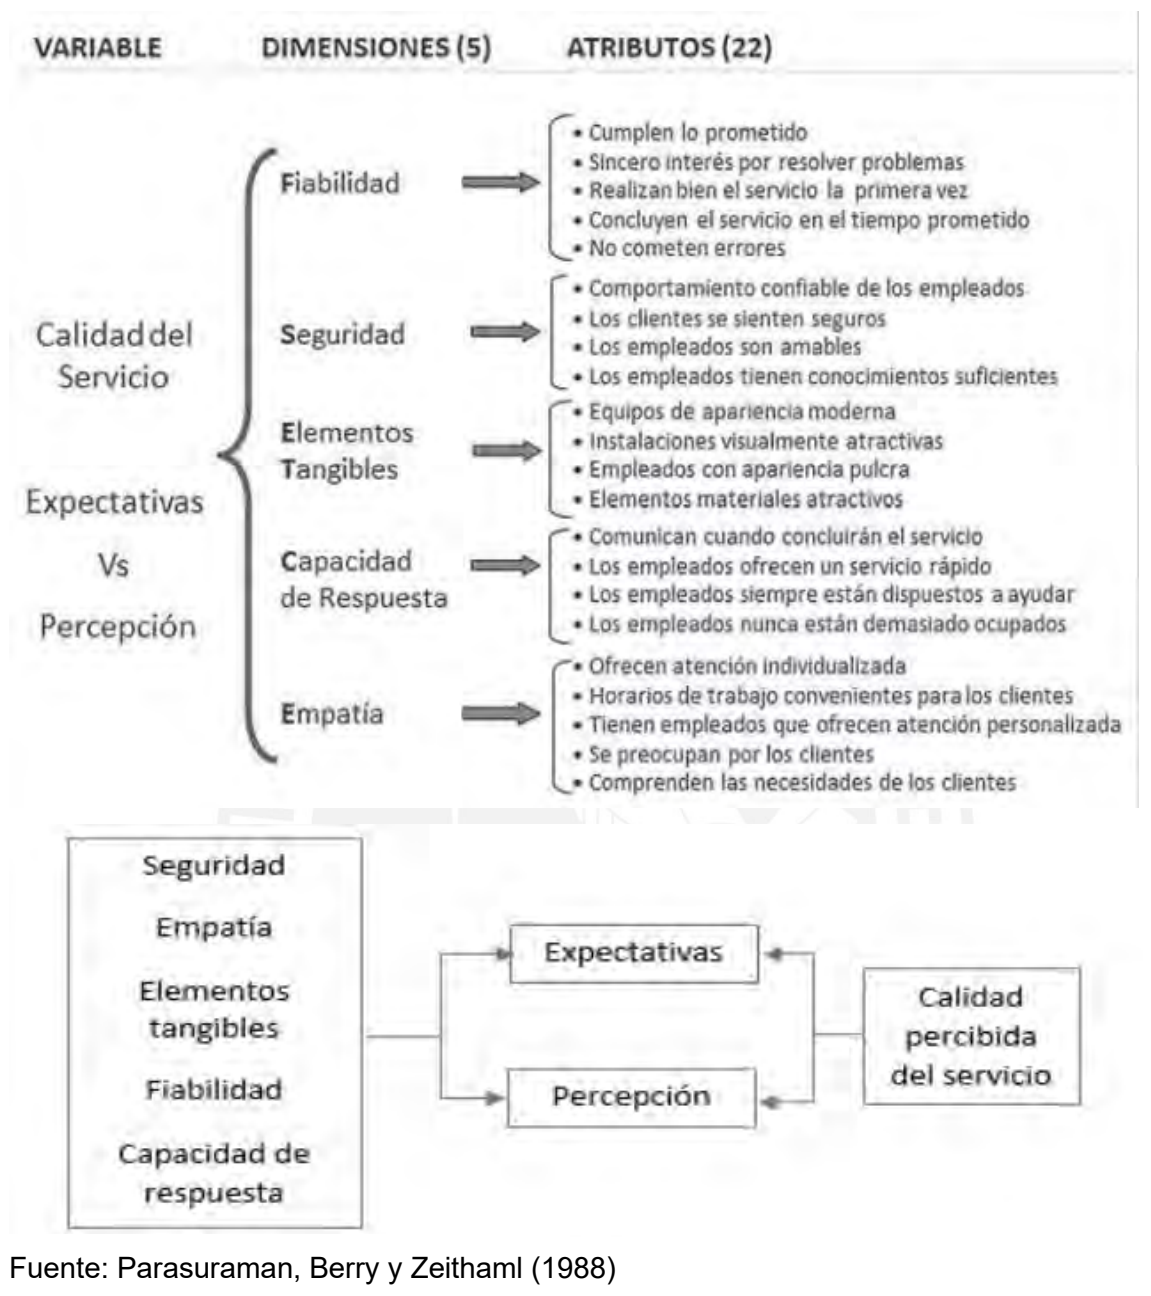 VARIABLE DIMENSIONES (5) ATRIBUTOS (22)
Calidad del
Servicio
Expectativas
Vs
Percepción
Fiabilidad
• Cumplen lo prometido
• Sincero interés por resolver problemas
• Realizan bien el servicio la primera vez
• Concluyen el servicio en el tiempo prometido
• No cometen errores
Seguridad
• Comportamiento confiable de los empleados
• Los clientes se sienten seguros
• Los empleados son amables
• Los empleados tienen conocimientos suficientes
Elementos
Tangibles
• Equipos de apariencia moderna
• Instalaciones visualmente atractivas
• Empleados con apariencia pulcra
• Elementos materiales atractivos
Capacidad
de Respuesta
• Comunican cuando concluirán el servicio
• Los empleados ofrecen un servicio rápido
• Los empleados siempre están dispuestos a ayudar
• Los empleados nunca están demasiado ocupados
Empatía
• Ofrecen atención individualizada
• Horarios de trabajo convenientes para los clientes
• Tienen empleados que ofrecen atención personalizada
• Se preocupan por los clientes
• Comprenden las necesidades de los clientes
Seguridad
Empatía
Elementos
tangibles
Fiabilidad
Capacidad de
respuesta
Expectativas
Percepción
Calidad
percibida
del servicio
Fuente: Parasuraman, Berry y Zeithaml (1988)